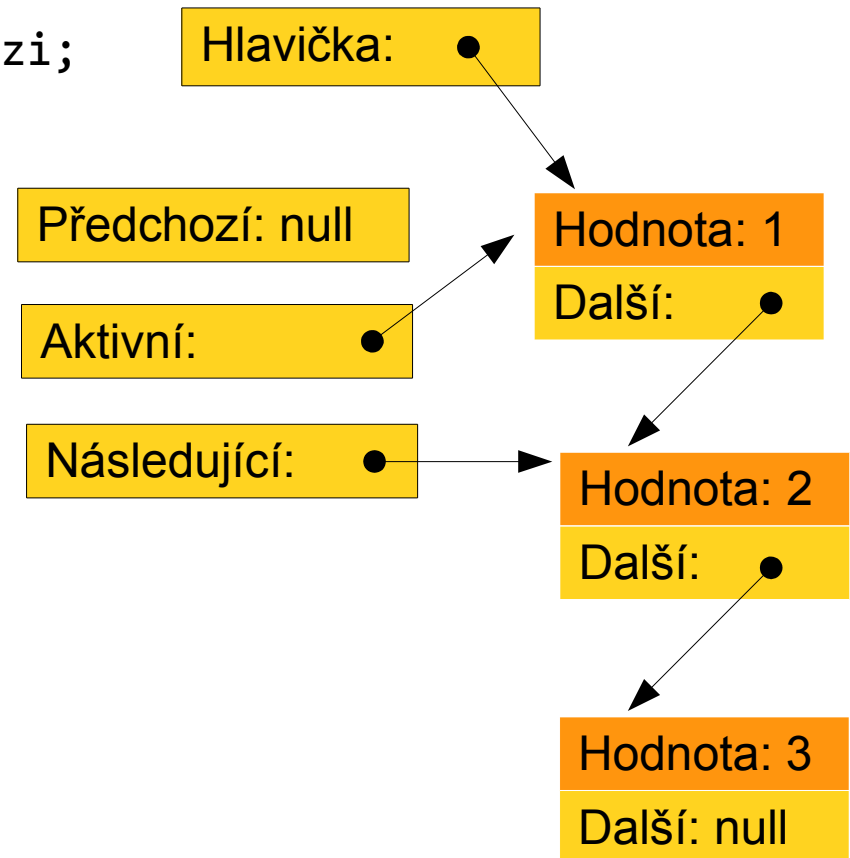 zi;
Hlavička:
Předchozí: null
Aktivní:
Následující:
Hodnota: 1
Další:
Hodnota: 2
Další:
Hodnota: 3
Další: null